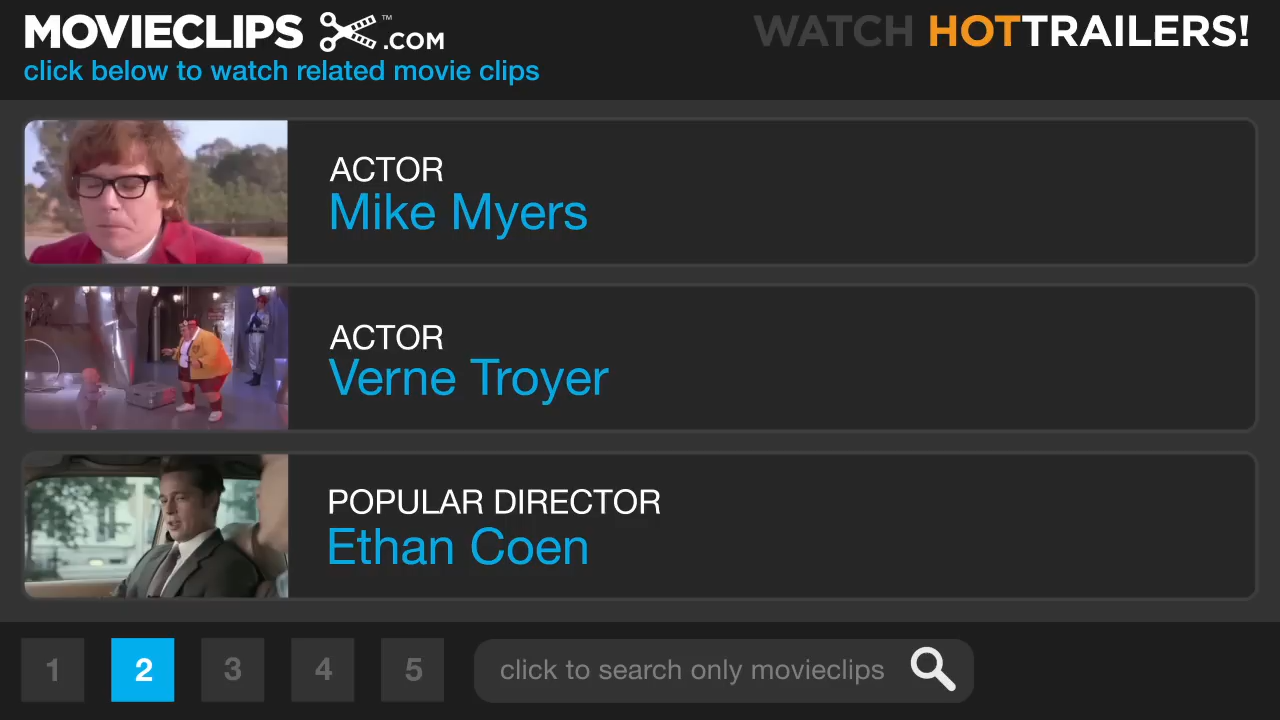 MOVIECLIPS ™.COM
WATCH HOTTRAILERS!
click below to watch related movie clips
ACTOR
Mike Myers
ACTOR
Verne Troyer
POPULAR DIRECTOR
Ethan Coen
1 2 3 4 5
click to search only movieclips